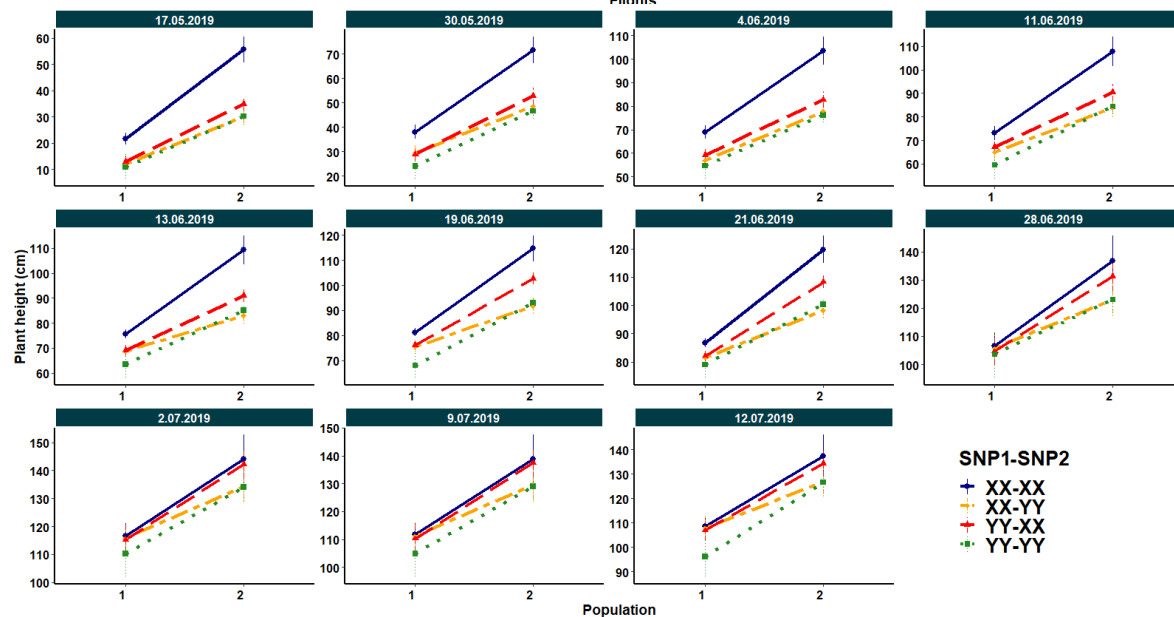 Flights
17.05.2019 30.05.2019 4.06.2019 11.06.2019
60 50 40 30 20 10
70 60 50 40 30 20
110 100 90 80 70 60 50
110 100 90 80 70 60
1 2 1 2 1 2 1 2
13.06.2019 19.06.2019 21.06.2019 28.06.2019
Plant height (cm)
110 100 90 80 70 60
120 110 100 90 80 70
120 110 100 90 80
140 130 120 110 100
1 2 1 2 1 2 1 2
2.07.2019 9.07.2019 12.07.2019
150 140 130 120 110 100
150 140 130 120 110 100
140 130 120 110 100 90
1 2 1 2 1 2
Population
SNP1-SNP2
XX-XX
XX-YY
YY-XX
YY-YY